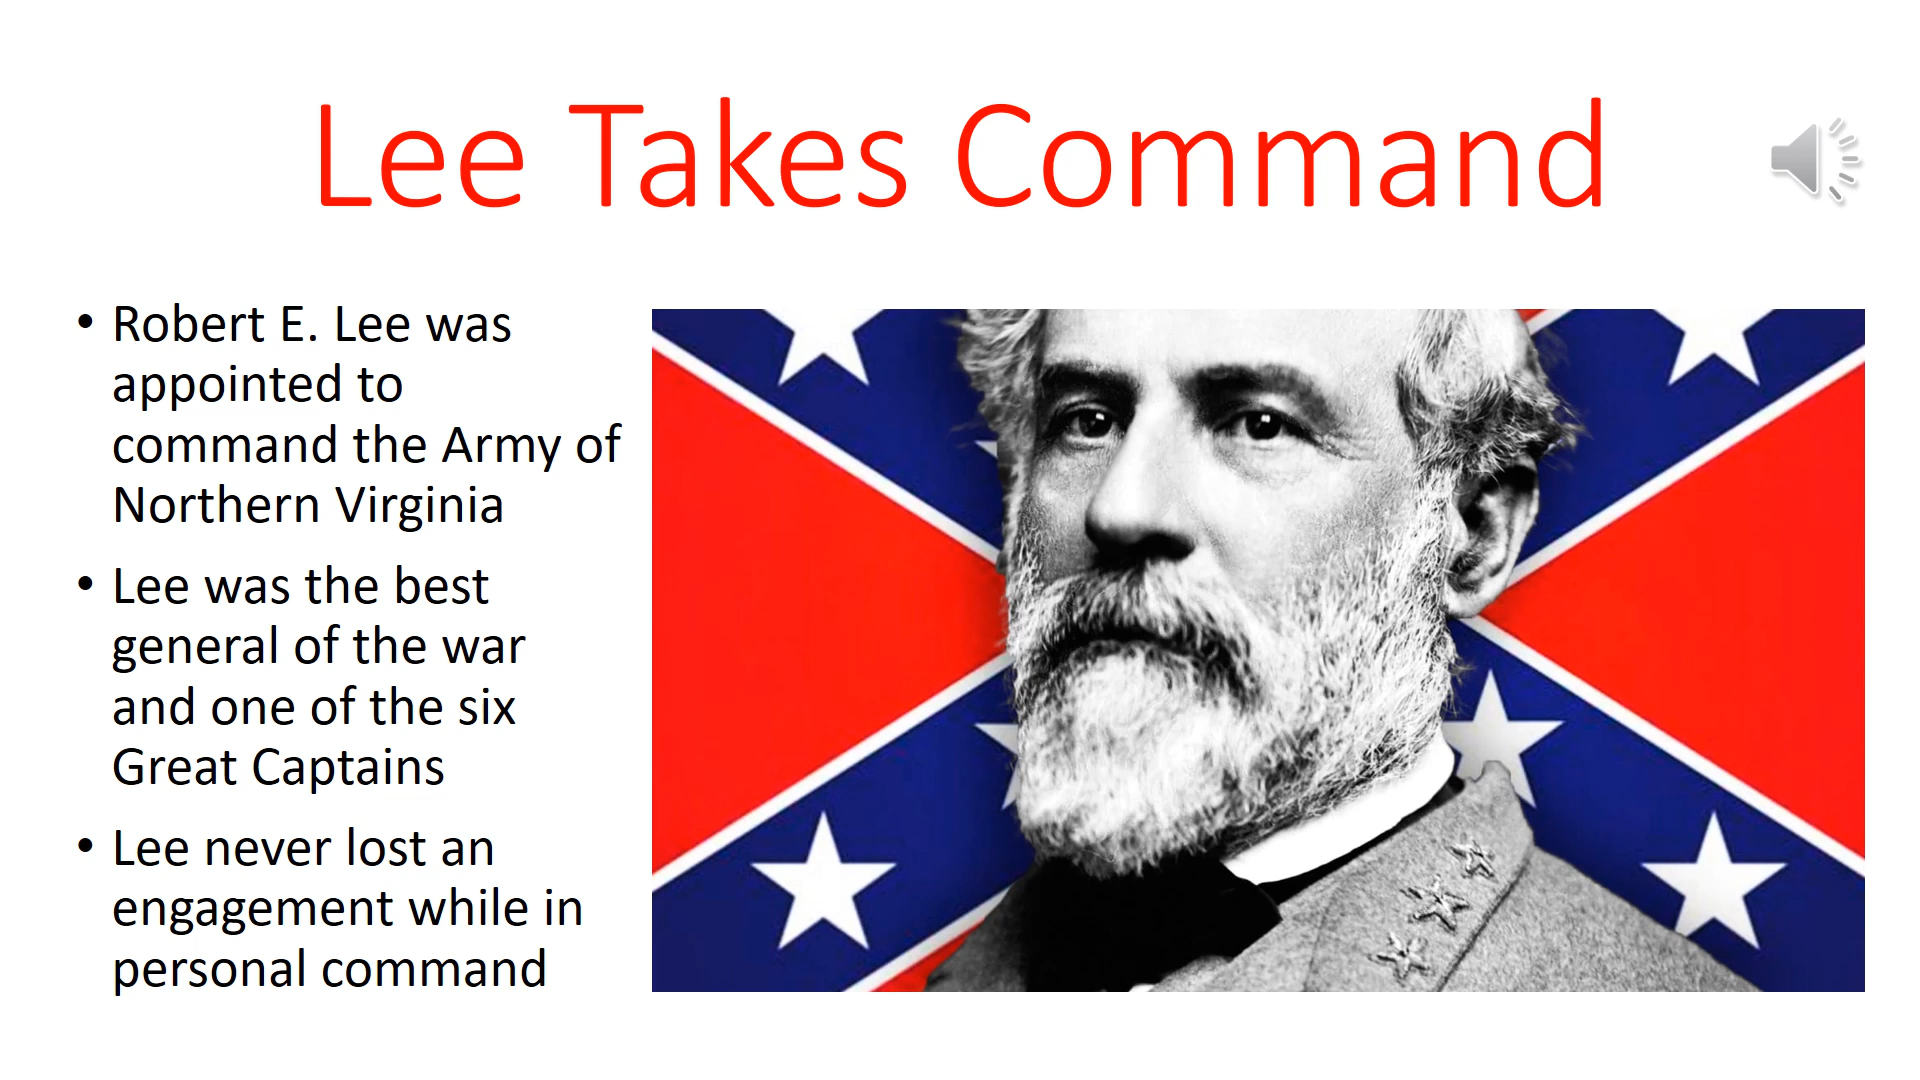 Lee Takes Command
• Robert E. Lee was
appointed to
command the Army of
Northern Virginia
• Lee was the best
general of the war
and one of the six
Great Captains
• Lee never lost an
engagement while in
personal command